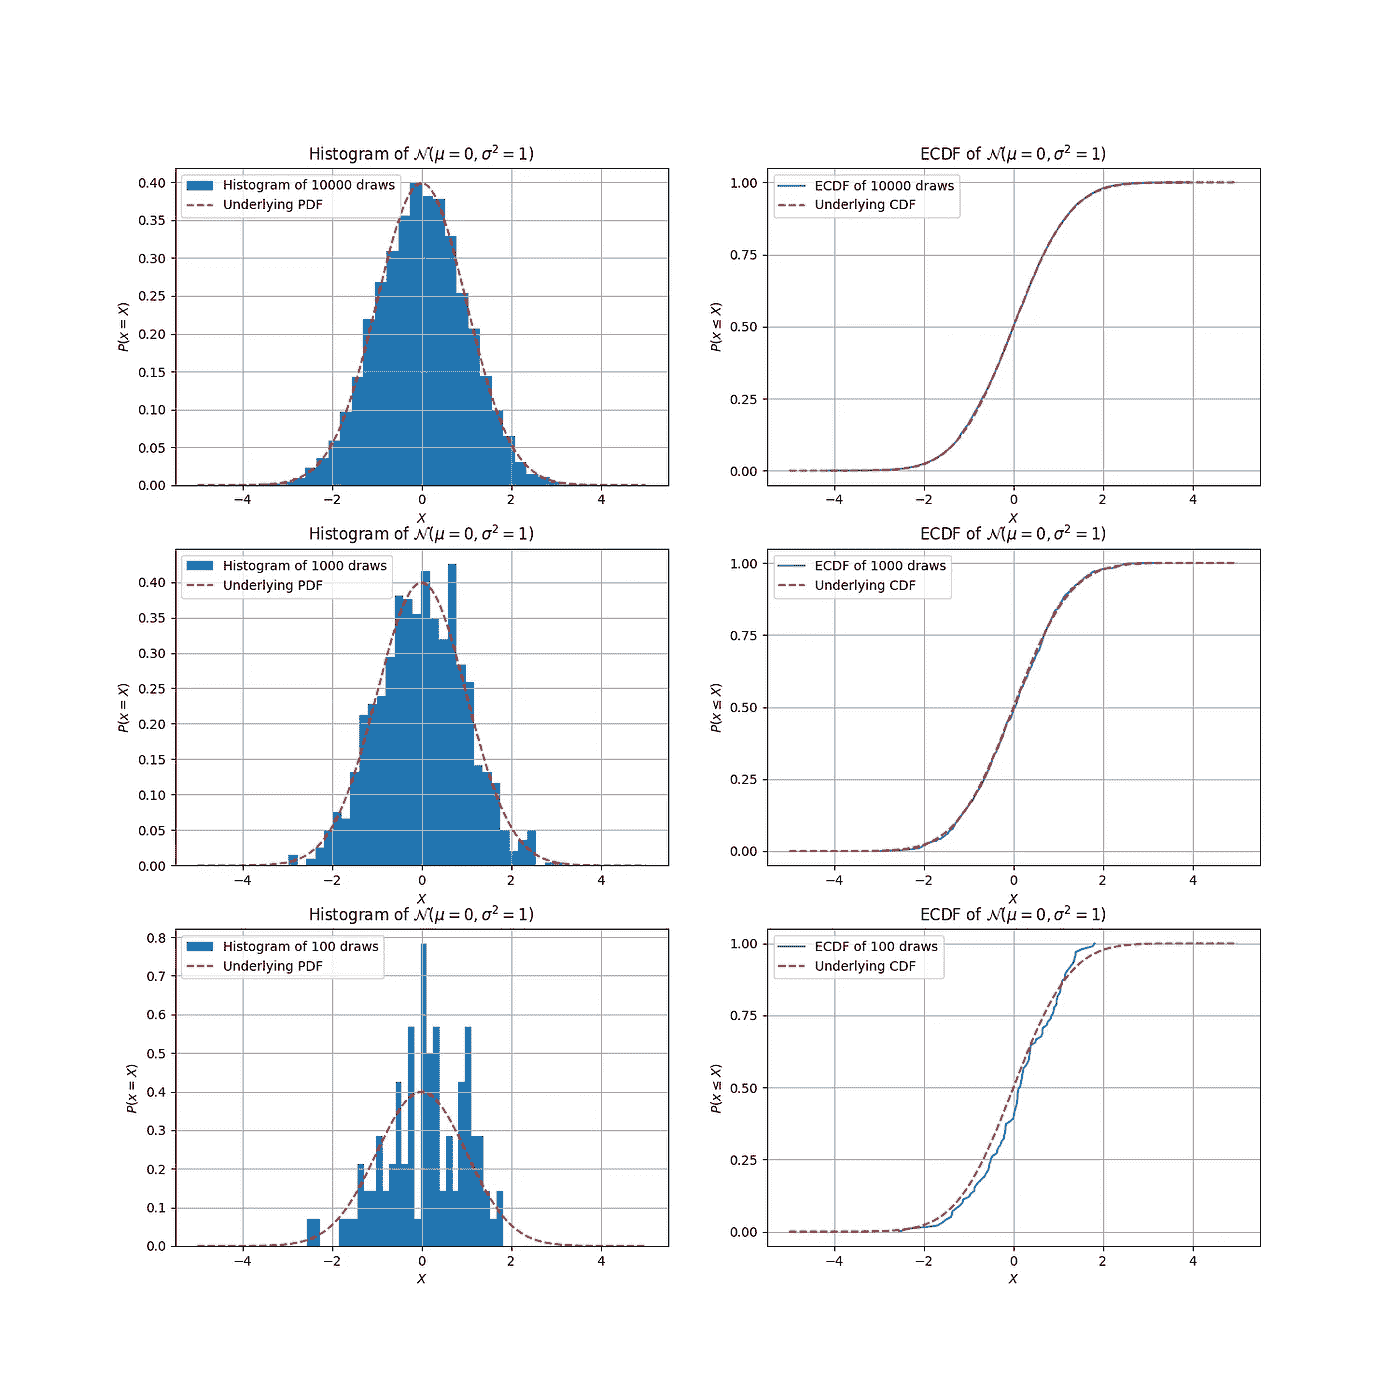 Histogram of 𝒩(μ = 0, σ² = 1)
Histogram of 10000 draws
Underlying PDF
0.40
0.35
0.30
0.25
0.20
0.15
0.10
0.05
0.00
P(x = X)
−4 −2 0 2 4
X
ECDF of 𝒩(μ = 0, σ² = 1)
ECDF of 10000 draws
Underlying CDF
1.00
0.75
0.50
0.25
0.00
P(x ≤ X)
−4 −2 0 2 4
X
Histogram of 𝒩(μ = 0, σ² = 1)
Histogram of 1000 draws
Underlying PDF
0.40
0.35
0.30
0.25
0.20
0.15
0.10
0.05
0.00
P(x = X)
−4 −2 0 2 4
X
ECDF of 𝒩(μ = 0, σ² = 1)
ECDF of 1000 draws
Underlying CDF
1.00
0.75
0.50
0.25
0.00
P(x ≤ X)
−4 −2 0 2 4
X
Histogram of 𝒩(μ = 0, σ² = 1)
Histogram of 100 draws
Underlying PDF
0.8
0.7
0.6
0.5
0.4
0.3
0.2
0.1
0.0
P(x = X)
−4 −2 0 2 4
X
ECDF of 𝒩(μ = 0, σ² = 1)
ECDF of 100 draws
Underlying CDF
1.00
0.75
0.50
0.25
0.00
P(x ≤ X)
−4 −2 0 2 4
X